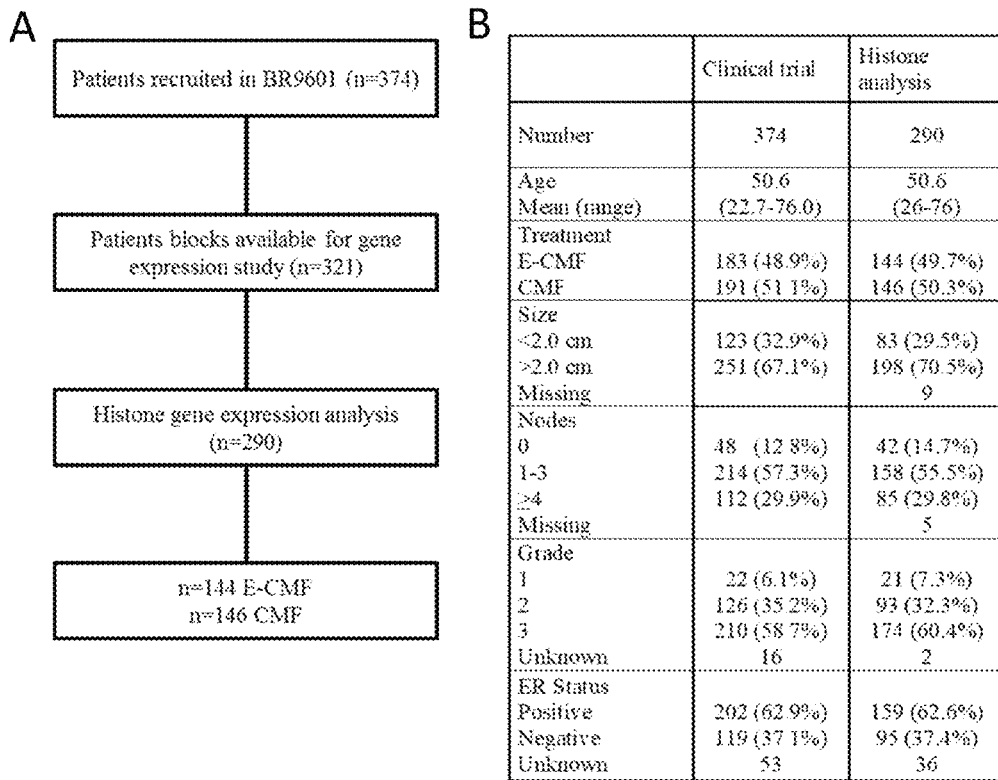 A
Patients recruited in BR9601 (n=374)
Patients blocks available for gene
expression study (n=321)
Histone gene expression analysis
(n=290)
n=144 E-CMF
n=146 CMF
B
Clinical trial Histone
analysis
Number 374 290
Age 50.6 50.6
Mean (range) (22.7-76.0) (26-76)
Treatment
E-CMF 183 (48.9%) 144 (49.7%)
CMF 191 (51 1%) 146 (50.3%)
Size
<2.0 cm 123 (32.9%) 83 (29.5%)
>2.0 cm 251 (67.1%) 198 (70.5%)
Missing 9
Nodes
0 48 (12 8%) 42 (14.7%)
1-3 214 (57.3%) 158 (55.5%)
≥4 112 (29.9%) 85 (29.8%)
Missing 5
Grade
1 22 (6.1%) 21 (7.3%)
2 126 (35.2%) 93 (32.3%)
3 210 (58 7%) 174 (60.4%)
Unknown 16 2
ER Status
Positive 202 (62.9%) 159 (62.6%)
Negative 119 (37 1%) 95 (37.4%)
Unknown 53 36